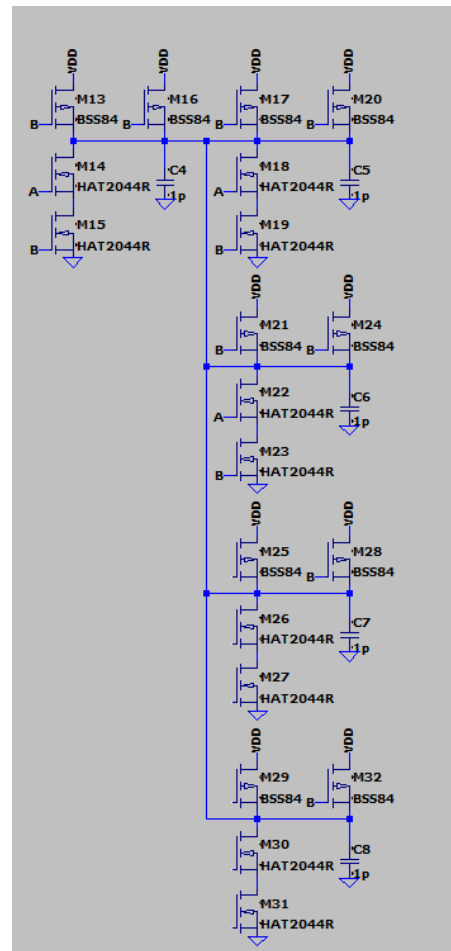 VDD VDD VDD VDD
M13 M16 M17 M20
B BSS84 B BSS84 B BSS84 B BSS84
M14 C4 M18 C5
A HAT2044R 1p A HAT2044R 1p
M15 M19
B HAT2044R B HAT2044R
VDD VDD
M21 M24
B BSS84 B BSS84
M22 C6
A HAT2044R 1p
M23
B HAT2044R
VDD VDD
M25 M28
BSS84 B BSS84
M26 C7
HAT2044R 1p
M27
HAT2044R
VDD VDD
M29 M32
BSS84 B BSS84
M30 C8
HAT2044R 1p
M31
HAT2044R